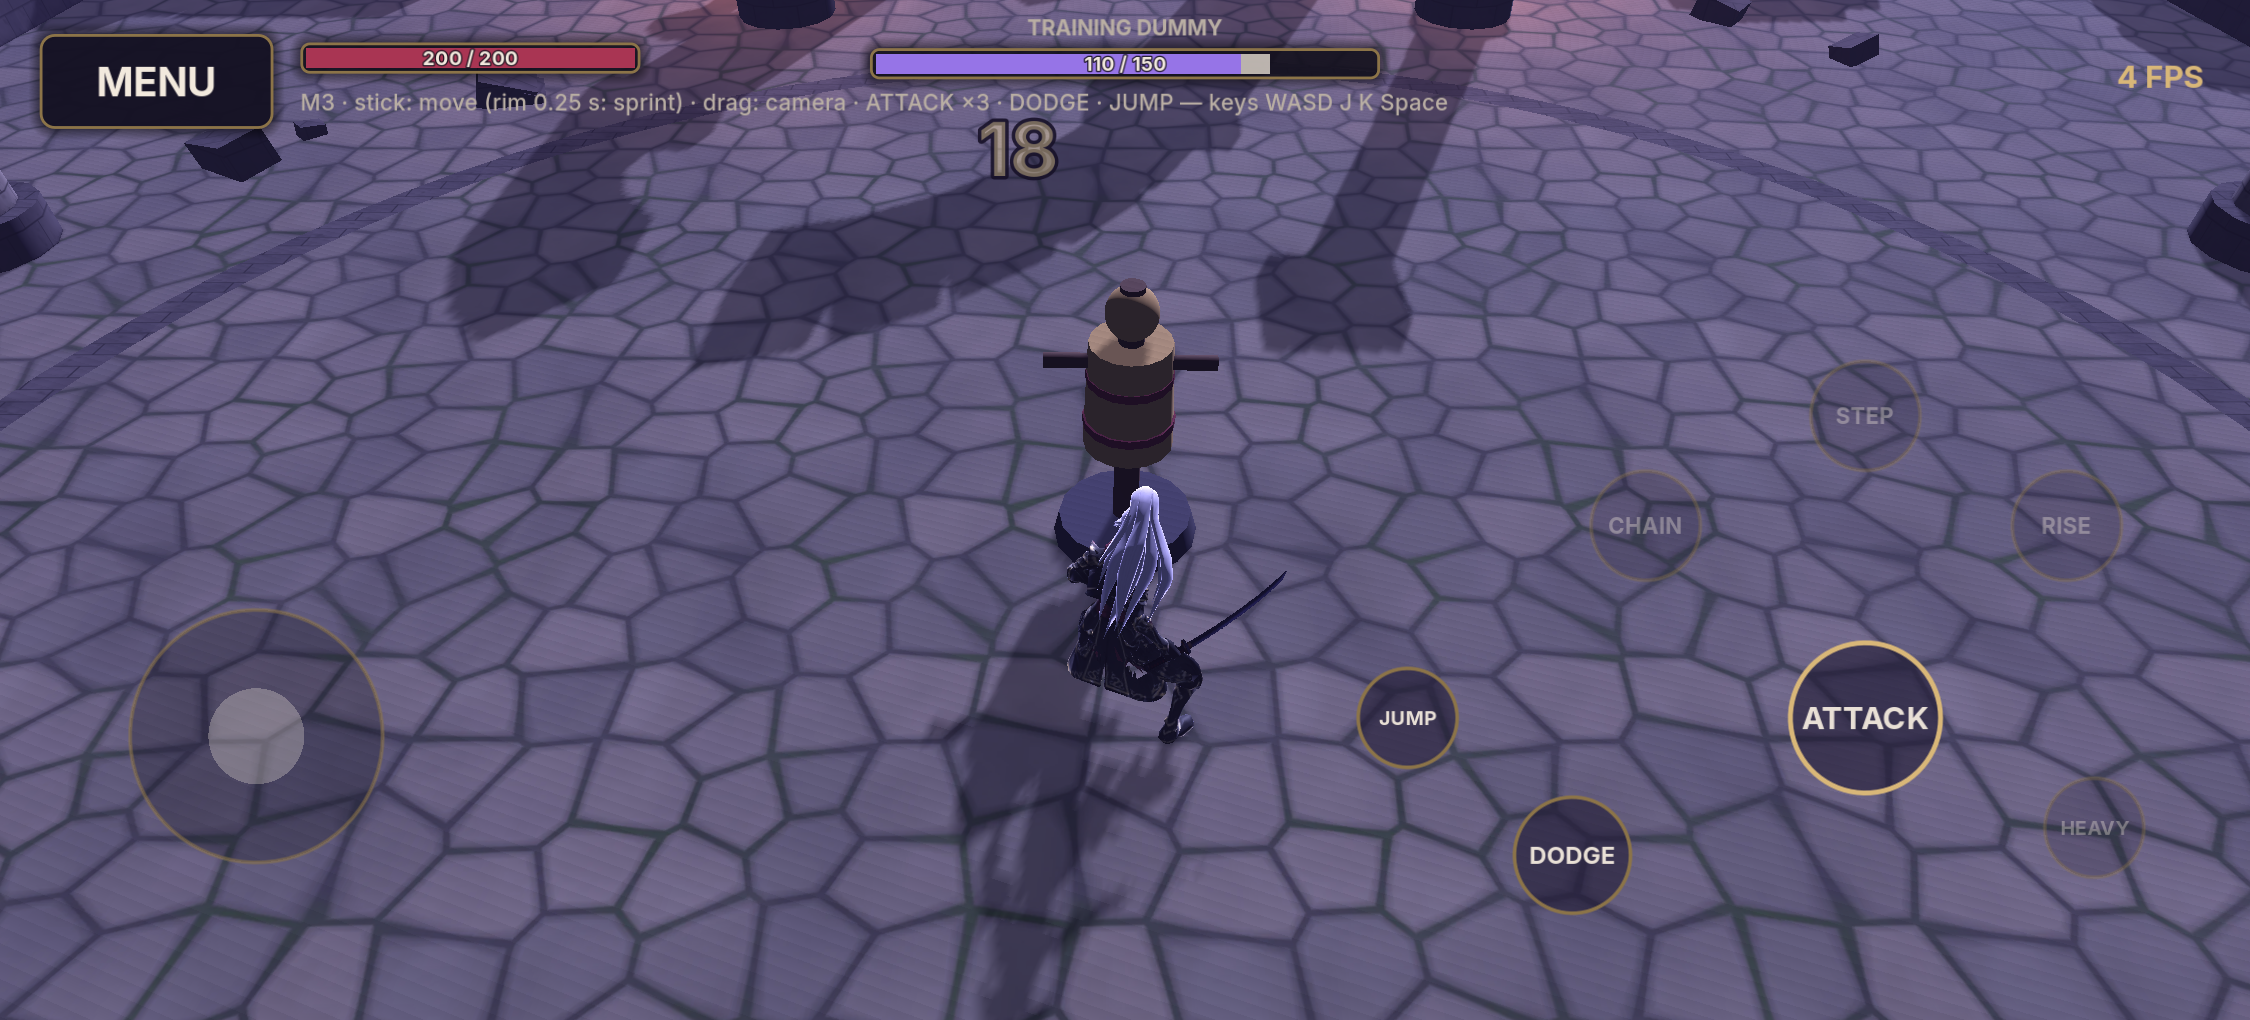 TRAINING DUMMY
MENU
200 / 200
110 / 150
4 FPS
M3 · stick: move (rim 0.25 s: sprint) · drag: camera · ATTACK ×3 · DODGE · JUMP — keys WASD J K Space
18
STEP
CHAIN
RISE
JUMP
ATTACK
HEAVY
DODGE